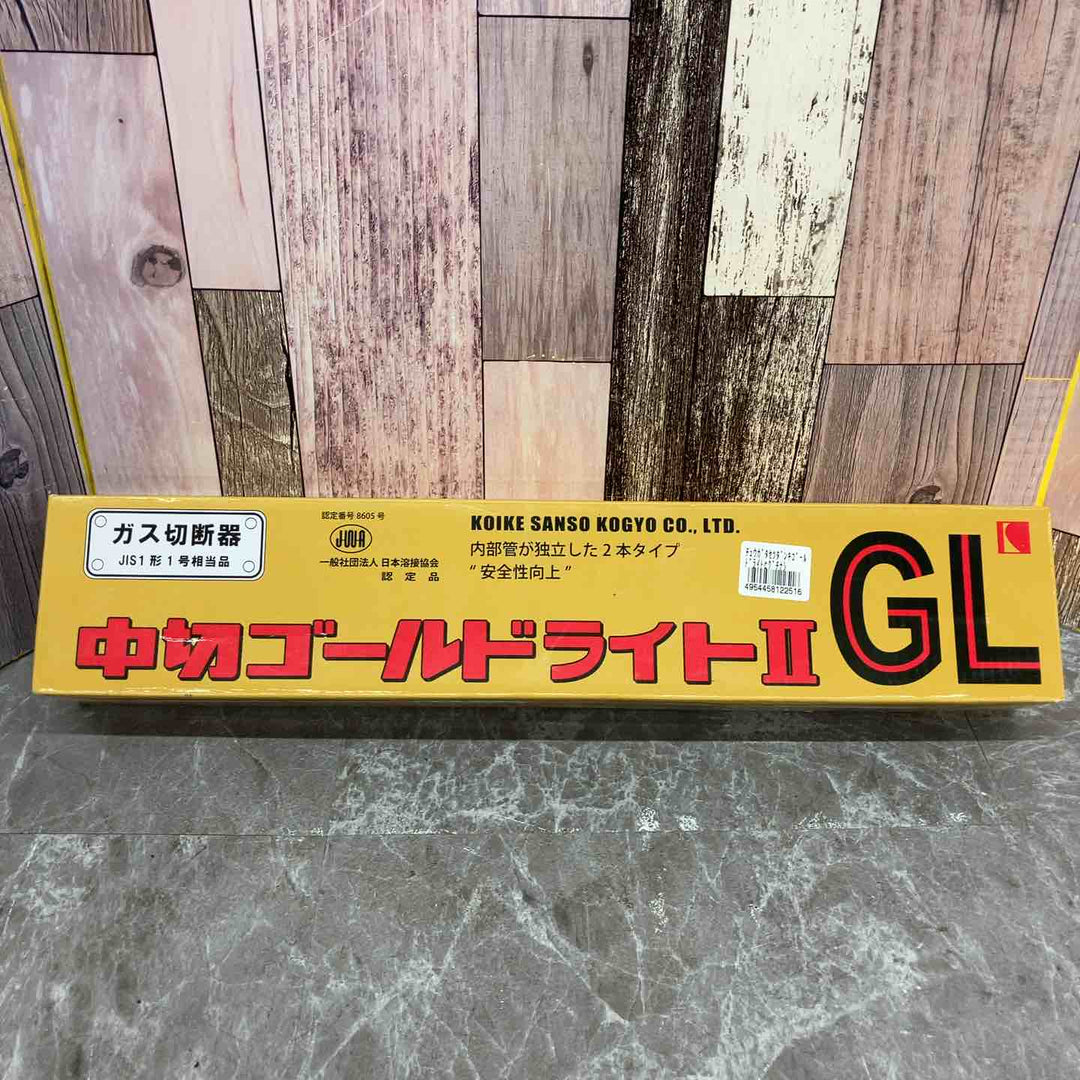 ガス切断器
JIS1形1号相当品
認定番号 8605 号
JWA
一般社団法人 日本溶接協会
認定品
KOIKE SANSO KOGYO CO., LTD.
内部管が独立した2本タイプ
“安全性向上”
4954458122516
中切ゴールドライトⅡ
GL